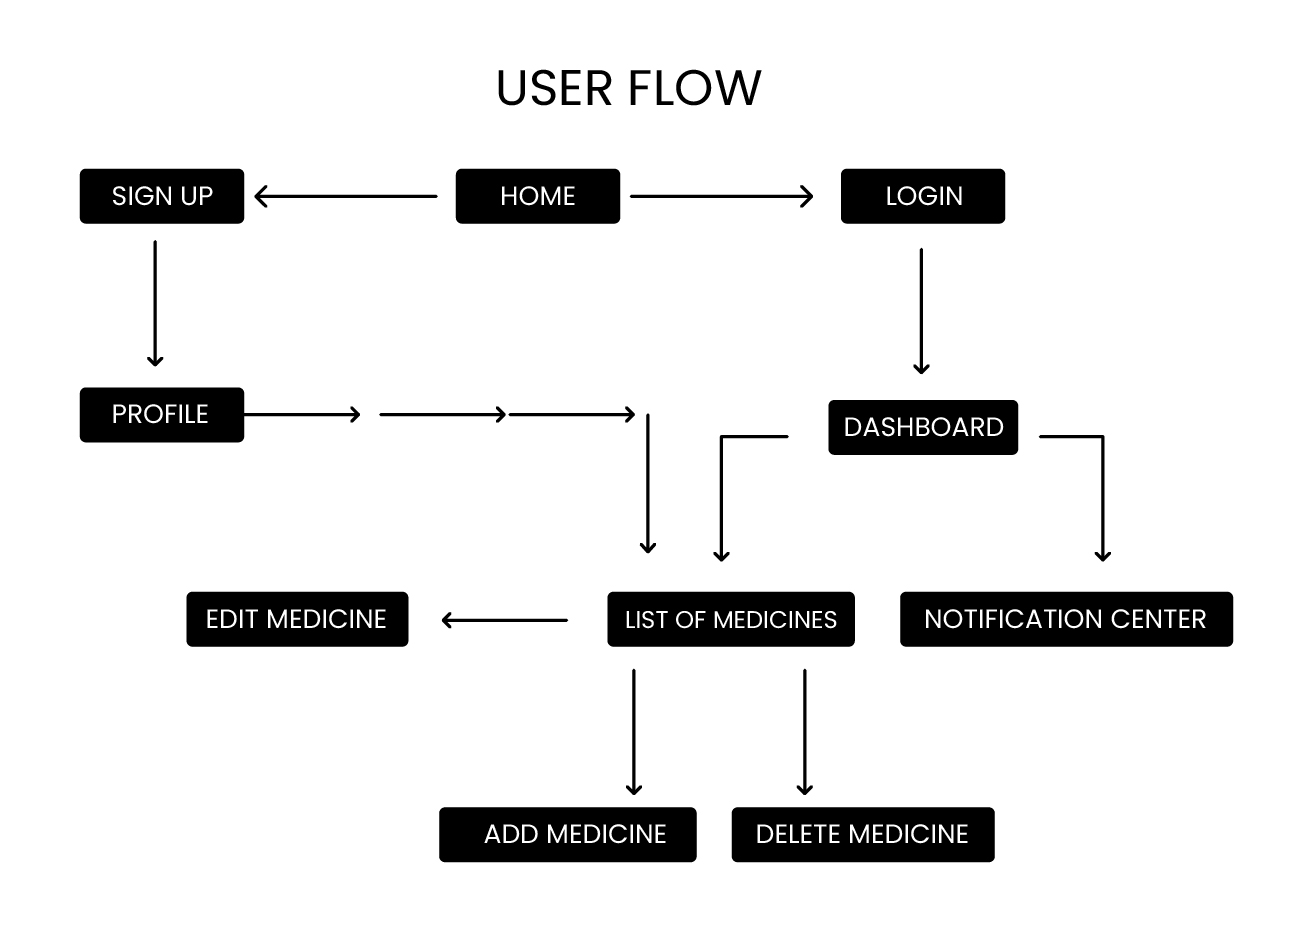 USER FLOW
SIGN UP
HOME
LOGIN
PROFILE
DASHBOARD
EDIT MEDICINE
LIST OF MEDICINES
NOTIFICATION CENTER
ADD MEDICINE
DELETE MEDICINE